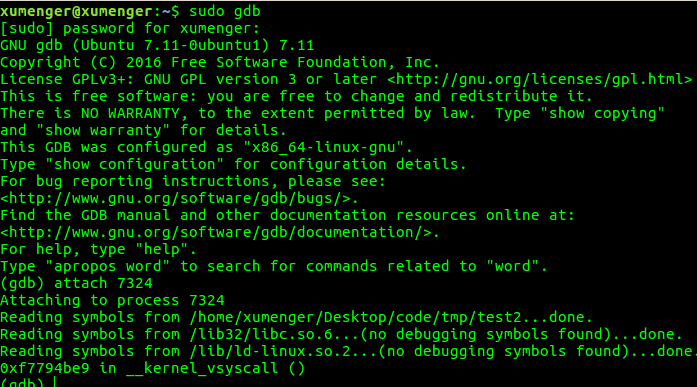 xumenger@xumenger:~$ sudo gdb
[sudo] password for xumenger:
GNU gdb (Ubuntu 7.11-0ubuntu1) 7.11
Copyright (C) 2016 Free Software Foundation, Inc.
License GPLv3+: GNU GPL version 3 or later <http://gnu.org/licenses/gpl.html>
This is free software: you are free to change and redistribute it.
There is NO WARRANTY, to the extent permitted by law.  Type "show copying"
and "show warranty" for details.
This GDB was configured as "x86_64-linux-gnu".
Type "show configuration" for configuration details.
For bug reporting instructions, please see:
<http://www.gnu.org/software/gdb/bugs/>.
Find the GDB manual and other documentation resources online at:
<http://www.gnu.org/software/gdb/documentation/>.
For help, type "help".
Type "apropos word" to search for commands related to "word".
(gdb) attach 7324
Attaching to process 7324
Reading symbols from /home/xumenger/Desktop/code/tmp/test2...done.
Reading symbols from /lib32/libc.so.6...(no debugging symbols found)...done.
Reading symbols from /lib/ld-linux.so.2...(no debugging symbols found)...done.
0xf7794be9 in __kernel_vsyscall ()
(gdb)